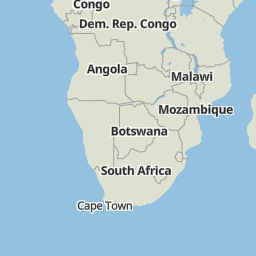 Congo
Dem. Rep. Congo
Angola
Malawi
Mozambique
Botswana
South Africa
Cape Town